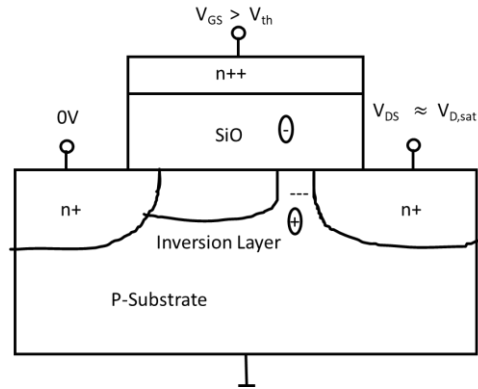 V_GS > V_th
n++
0V
SiO
-
V_DS ≈ V_D,sat
n+
---
n+
+
Inversion Layer
P-Substrate